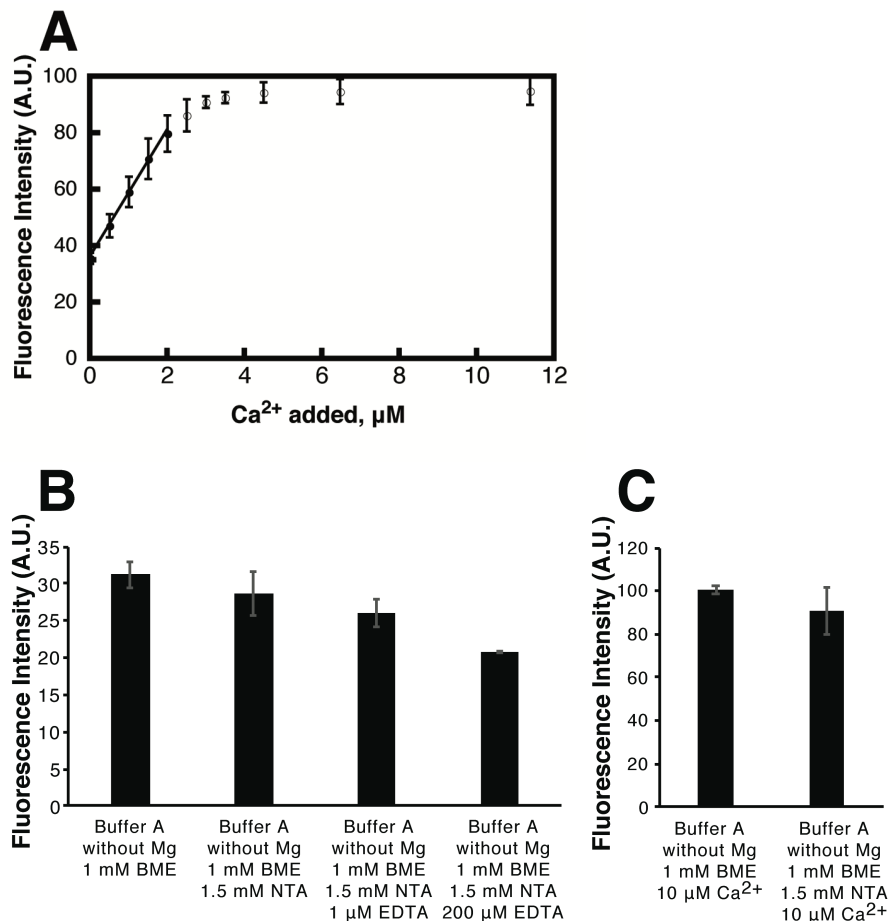 A
Fluorescence Intensity (A.U.)
100
80
60
40
20
0
0 2 4 6 8 10 12
Ca2+ added, µM
B
Fluorescence Intensity (A.U.)
35
30
25
20
15
10
5
0
Buffer A
without Mg
1 mM BME
Buffer A
without Mg
1 mM BME
1.5 mM NTA
Buffer A
without Mg
1 mM BME
1.5 mM NTA
1 µM EDTA
Buffer A
without Mg
1 mM BME
1.5 mM NTA
200 µM EDTA
C
Fluorescence Intensity (A.U.)
120
100
80
60
40
20
0
Buffer A
without Mg
1 mM BME
10 µM Ca2+
Buffer A
without Mg
1 mM BME
1.5 mM NTA
10 µM Ca2+